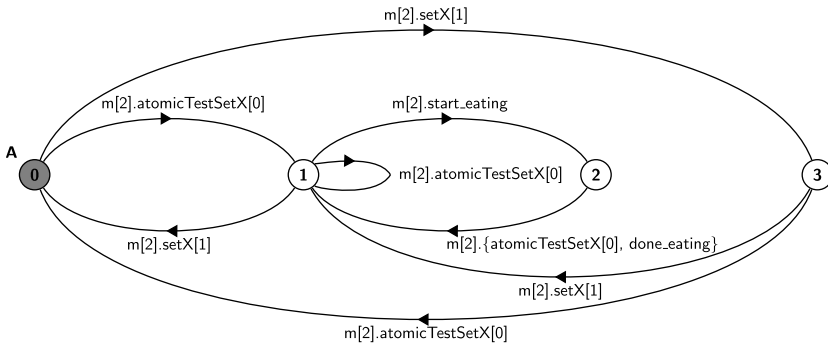 m[2].setX[1]
m[2].atomicTestSetX[0]
m[2].start_eating
A
0
1
m[2].atomicTestSetX[0]
2
3
m[2].setX[1]
m[2].{atomicTestSetX[0], done_eating}
m[2].setX[1]
m[2].atomicTestSetX[0]